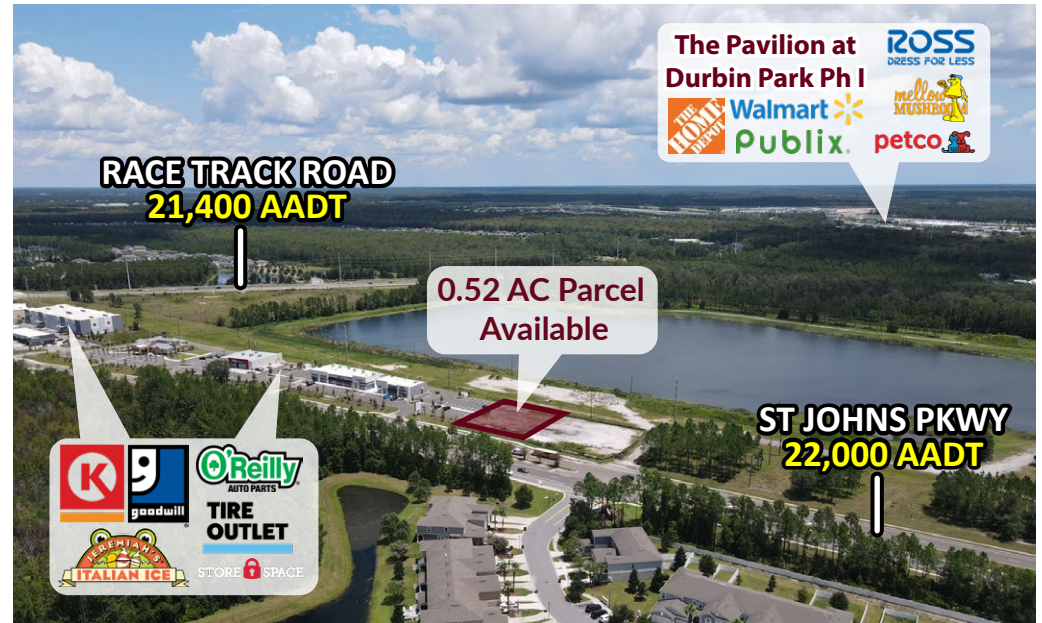 The Pavilion at
Durbin Park Ph I
ROSS
DRESS FOR LESS
THE HOME DEPOT
Walmart
Publix.
mellow
MUSHROOM
petco
RACE TRACK ROAD
21,400 AADT
0.52 AC Parcel
Available
ST JOHNS PKWY
22,000 AADT
K
g
goodwill
O'Reilly
AUTO PARTS
TIRE
OUTLET
JEREMIAH'S
ITALIAN ICE
STORE SPACE